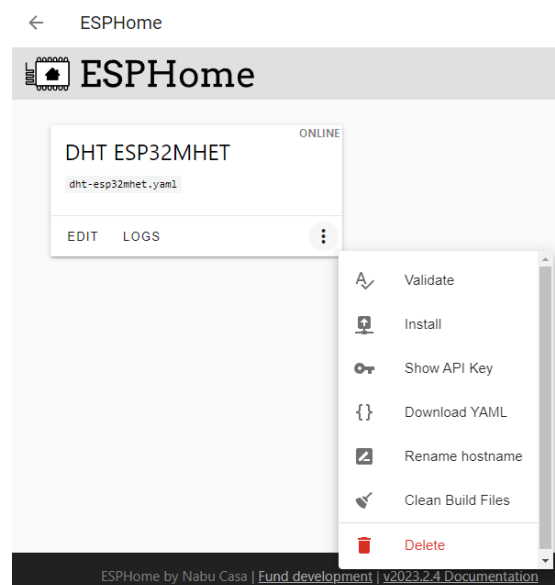 ESPHome
ESPHome
ONLINE
DHT ESP32MHET
dht-esp32mhet.yaml
EDIT LOGS
Validate
Install
Show API Key
Download YAML
Rename hostname
Clean Build Files
Delete
ESPHome by Nabu Casa | Fund development | v2023.2.4 Documentation